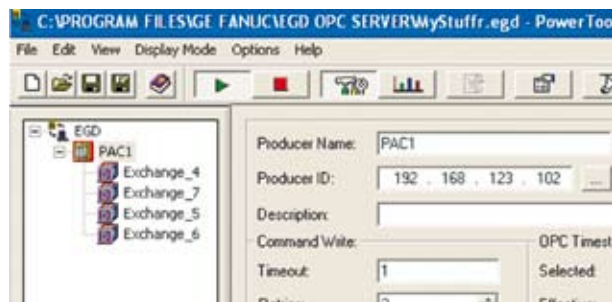 C:\PROGRAM FILES\GE FANUC\EGD OPC SERVER\MyStuffr.egd - PowerToo
File Edit View Display Mode Options Help
EGD
PAC1
Exchange_4
Exchange_7
Exchange_5
Exchange_6
Producer Name: PAC1
Producer ID: 192 . 168 . 123 . 102 ...
Description:
Command Write: OPC Timest
Timeout: 1 Selected: